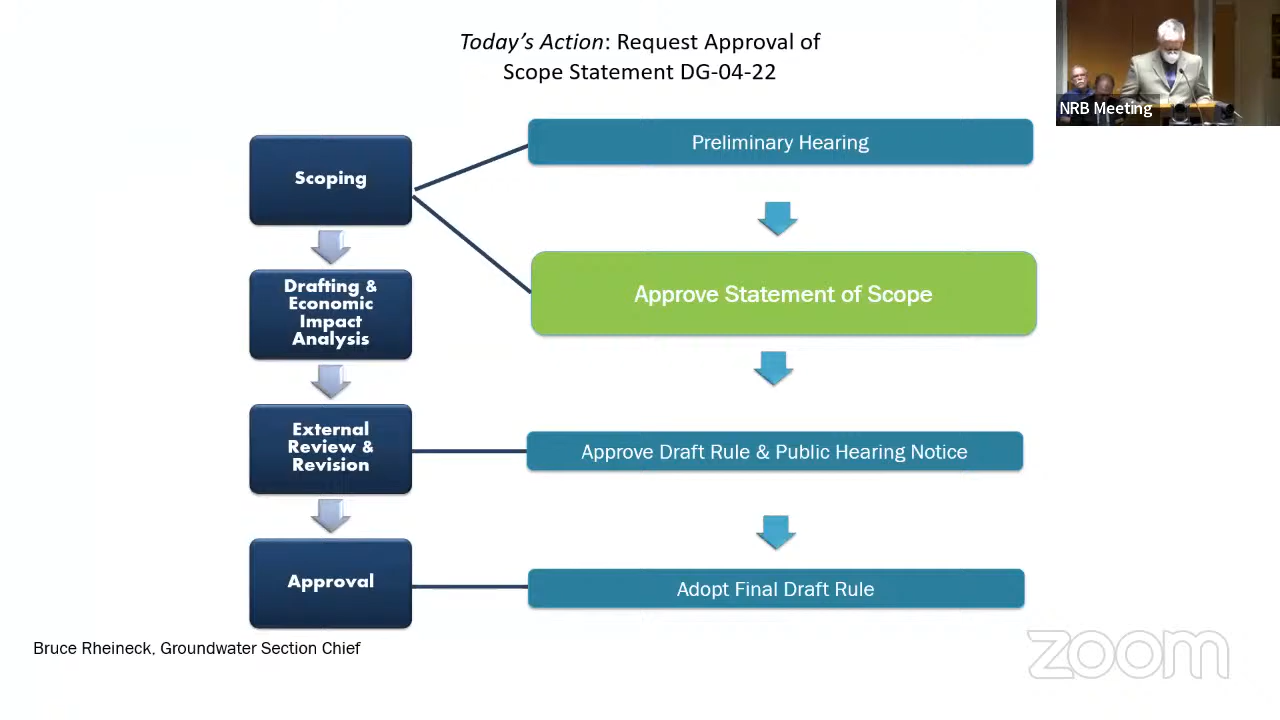 Today's Action: Request Approval of
Scope Statement DG-04-22
NRB Meeting
Preliminary Hearing
Scoping
Approve Statement of Scope
Drafting &
Economic
Impact
Analysis
External
Review &
Revision
Approve Draft Rule & Public Hearing Notice
Approval
Adopt Final Draft Rule
Bruce Rheineck, Groundwater Section Chief
zoom